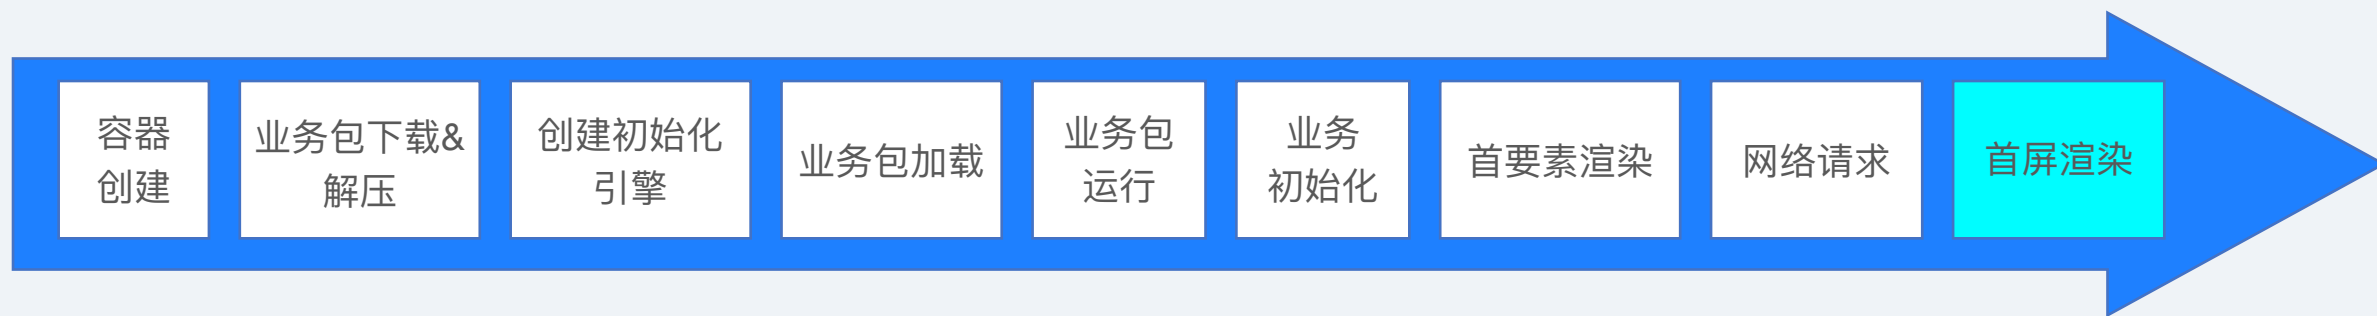 容器
创建
业务包下载&
解压
创建初始化
引擎
业务包加载
业务包
运行
业务
初始化
首要素渲染
网络请求
首屏渲染